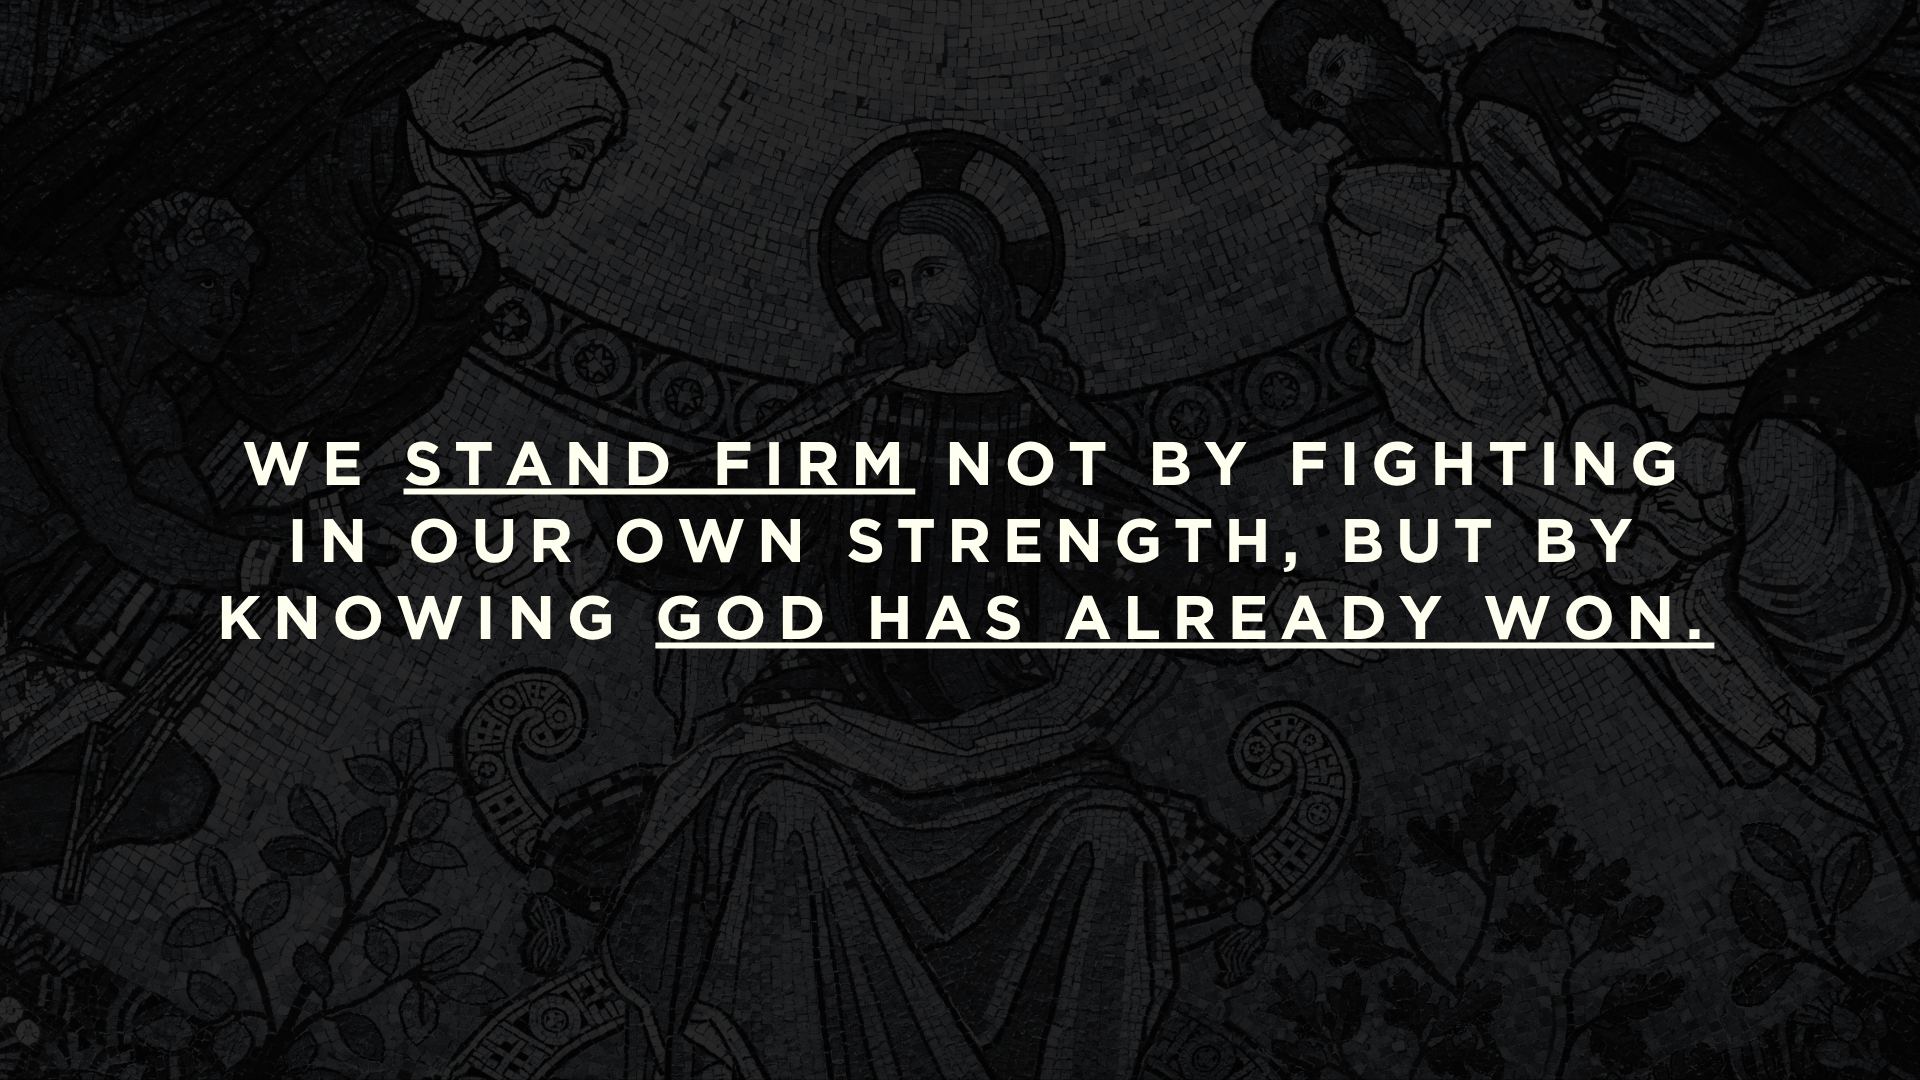 WE STAND FIRM NOT BY FIGHTING
IN OUR OWN STRENGTH, BUT BY
KNOWING GOD HAS ALREADY WON.